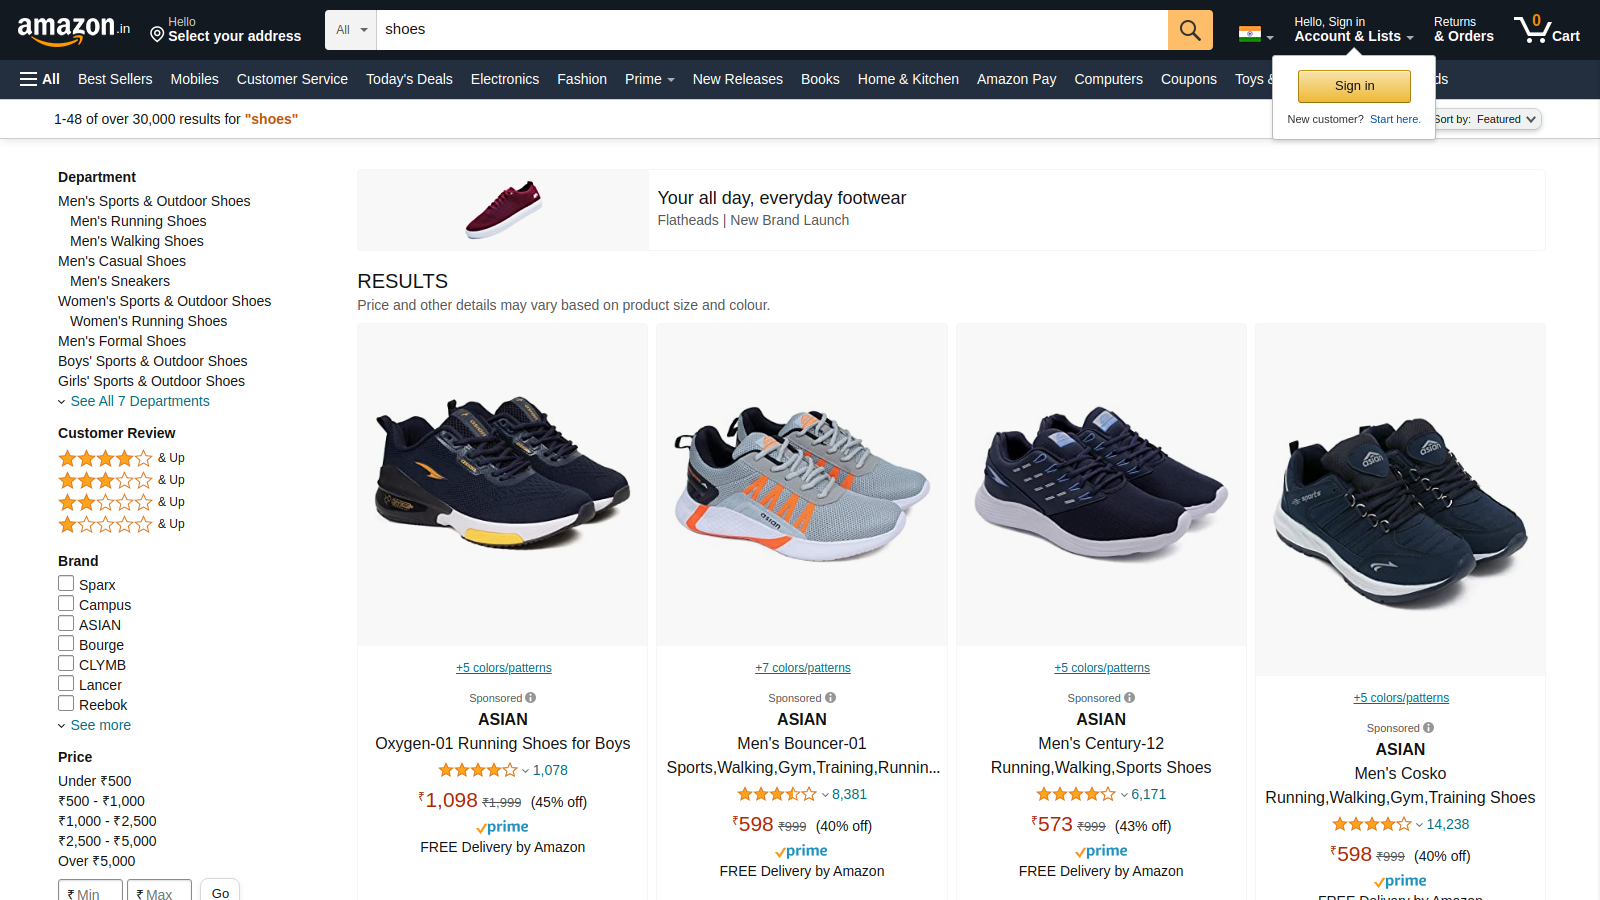 amazon.in
Hello
Select your address
All
shoes
Hello, Sign in
Account & Lists
Returns
& Orders
0
Cart
All
Best Sellers
Mobiles
Customer Service
Today's Deals
Electronics
Fashion
Prime
New Releases
Books
Home & Kitchen
Amazon Pay
Computers
Coupons
Toys &
ds
Sign in
New customer? Start here.
1-48 of over 30,000 results for "shoes"
Sort by: Featured
Department
Men's Sports & Outdoor Shoes
Men's Running Shoes
Men's Walking Shoes
Men's Casual Shoes
Men's Sneakers
Women's Sports & Outdoor Shoes
Women's Running Shoes
Men's Formal Shoes
Boys' Sports & Outdoor Shoes
Girls' Sports & Outdoor Shoes
See All 7 Departments
Customer Review
& Up
& Up
& Up
& Up
Brand
Sparx
Campus
ASIAN
Bourge
CLYMB
Lancer
Reebok
See more
Price
Under ₹500
₹500 - ₹1,000
₹1,000 - ₹2,500
₹2,500 - ₹5,000
Over ₹5,000
₹ Min
₹ Max
Go
Your all day, everyday footwear
Flatheads | New Brand Launch
RESULTS
Price and other details may vary based on product size and colour.
+5 colors/patterns
Sponsored
ASIAN
Oxygen-01 Running Shoes for Boys
1,078
₹1,098 ₹1,999 (45% off)
prime
FREE Delivery by Amazon
asian
+7 colors/patterns
Sponsored
ASIAN
Men's Bouncer-01
Sports,Walking,Gym,Training,Runnin...
8,381
₹598 ₹999 (40% off)
prime
FREE Delivery by Amazon
+5 colors/patterns
Sponsored
ASIAN
Men's Century-12
Running,Walking,Sports Shoes
6,171
₹573 ₹999 (43% off)
prime
FREE Delivery by Amazon
asian
asian
sports
+5 colors/patterns
Sponsored
ASIAN
Men's Cosko
Running,Walking,Gym,Training Shoes
14,238
₹598 ₹999 (40% off)
prime
FREE Delivery by Amazon